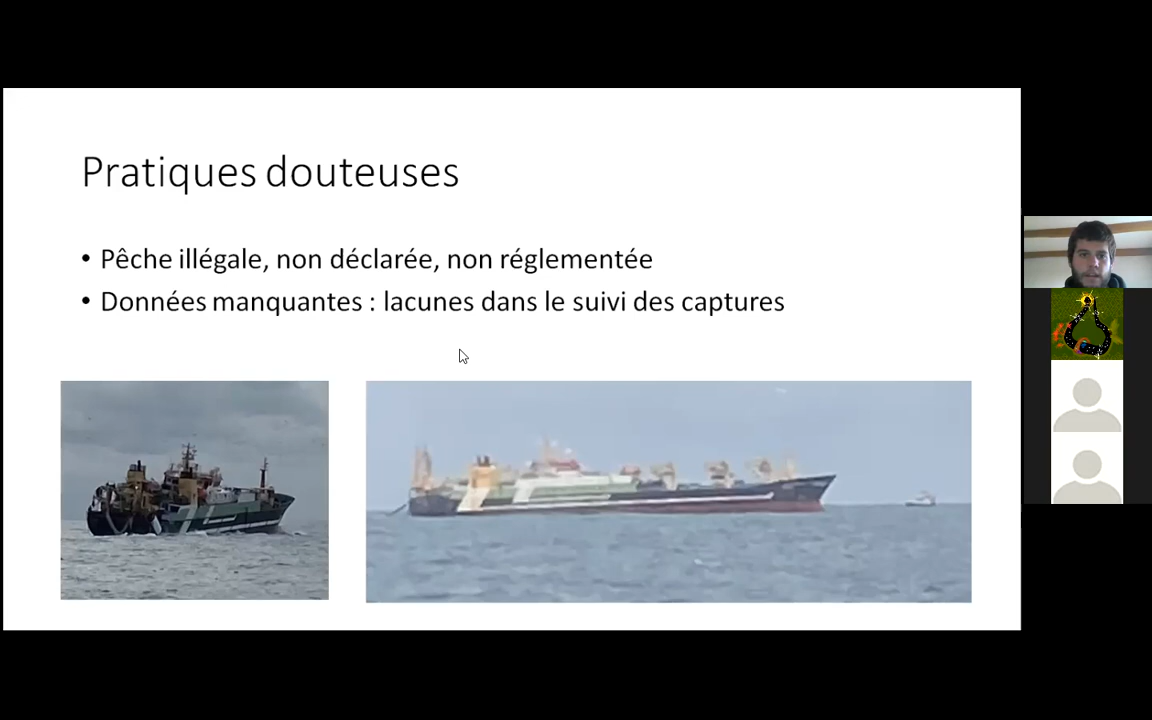 Pratiques douteuses
• Pêche illégale, non déclarée, non réglementée
• Données manquantes : lacunes dans le suivi des captures